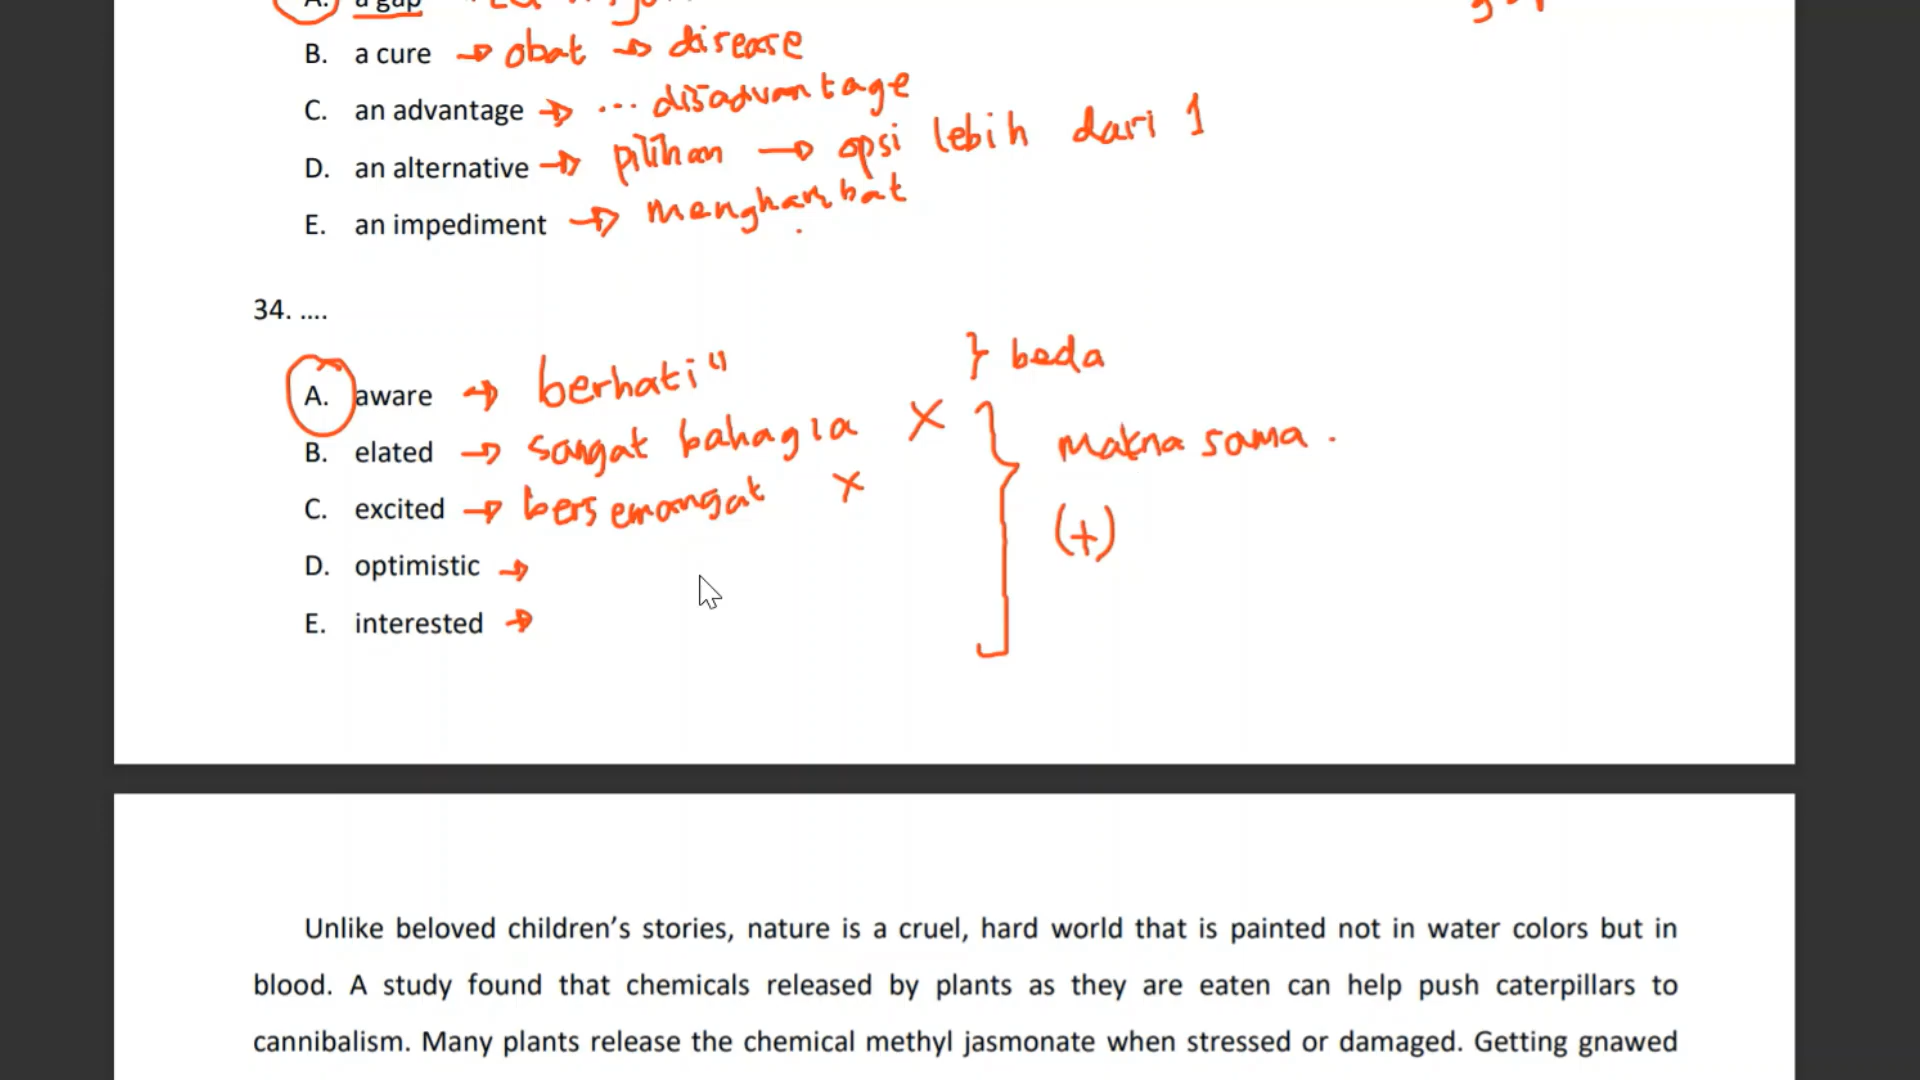 A. a gap
B. a cure → obat → disease
C. an advantage → ... disadvantage
D. an alternative → pilihan → opsi lebih dari 1
E. an impediment → menghambat
34. ....
A. aware → berhati" } beda
B. elated → sangat bahagia X } makna sama.
C. excited → bersemangat X (+)
D. optimistic →
E. interested →
Unlike beloved children’s stories, nature is a cruel, hard world that is painted not in water colors but in
blood. A study found that chemicals released by plants as they are eaten can help push caterpillars to
cannibalism. Many plants release the chemical methyl jasmonate when stressed or damaged. Getting gnawed